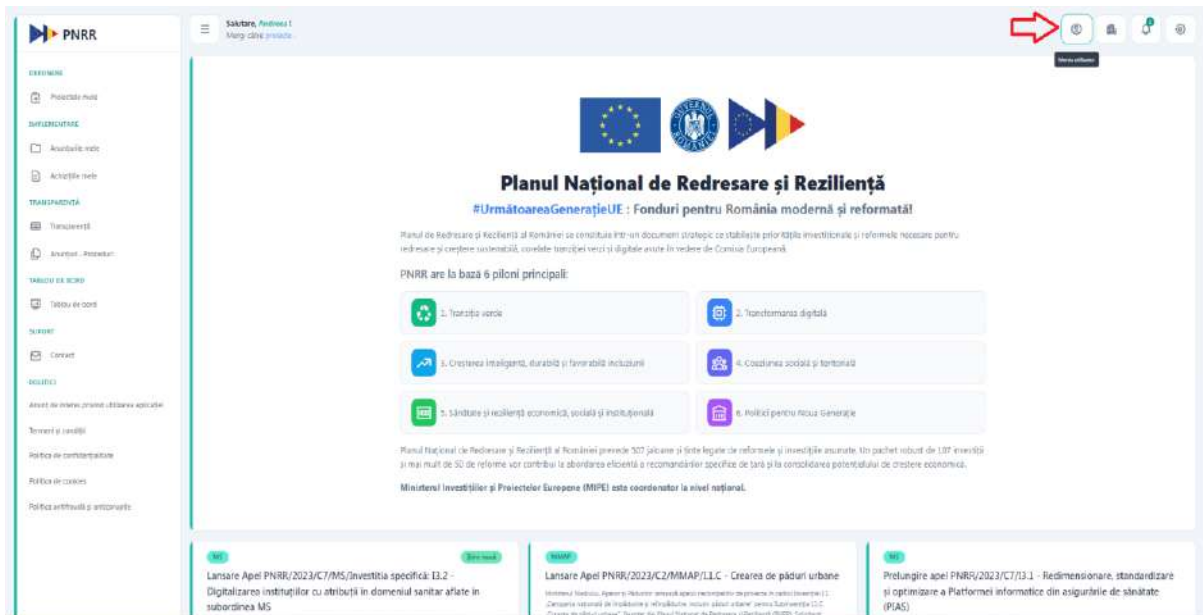 PNRR
Salutare, Andreea I
Mergi către proiecte
Meniu utilizator
DEPUNERE
Proiectele mele
IMPLEMENTARE
Anunțurile mele
Achizițiile mele
TRANSPARENȚĂ
Transparență
Anunțuri - Proceduri
TABLOU DE BORD
Tablou de bord
SUPORT
Contact
POLITICI
Anunț de interes privind utilizarea aplicației
Termeni și condiții
Politica de confidențialitate
Politica de cookies
Politica antifraudă și anticorupție
GUVERNUL ROMÂNIEI
Planul Național de Redresare și Reziliență
#UrmătoareaGenerațieUE : Fonduri pentru România modernă și reformată!
Planul de Redresare și Reziliență al României se constituie într-un document strategic ce stabilește prioritățile investiționale și reformele necesare pentru
redresare și creștere sustenabilă, corelate tranziției verzi și digitale avute în vedere de Comisia Europeană.
PNRR are la bază 6 piloni principali:
1. Tranziția verde
2. Transformarea digitală
3. Creșterea inteligentă, durabilă și favorabilă incluziunii
4. Coeziunea socială și teritorială
5. Sănătate și reziliență economică, socială și instituțională
6. Politici pentru Noua Generație
Planul Național de Redresare și Reziliență al României prevede 507 jaloane și ținte legate de reformele și investițiile asumate. Un pachet robust de 107 investiții
și mai mult de 50 de reforme vor contribui la abordarea eficientă a recomandărilor specifice de țară și la consolidarea potențialului de creștere economică.
Ministerul Investițiilor și Proiectelor Europene (MIPE) este coordonator la nivel național.
MS
Știre nouă
Lansare Apel PNRR/2023/C7/MS/Investitia specifică: I3.2 -
Digitalizarea instituțiilor cu atribuții în domeniul sanitar aflate în
subordinea MS
MMAP
Lansare Apel PNRR/2023/C2/MMAP/I.1.C - Crearea de păduri urbane
MS
Prelungire apel PNRR/2023/C7/I3.1 - Redimensionare, standardizare
și optimizare a Platformei informatice din asigurările de sănătate
(PIAS)